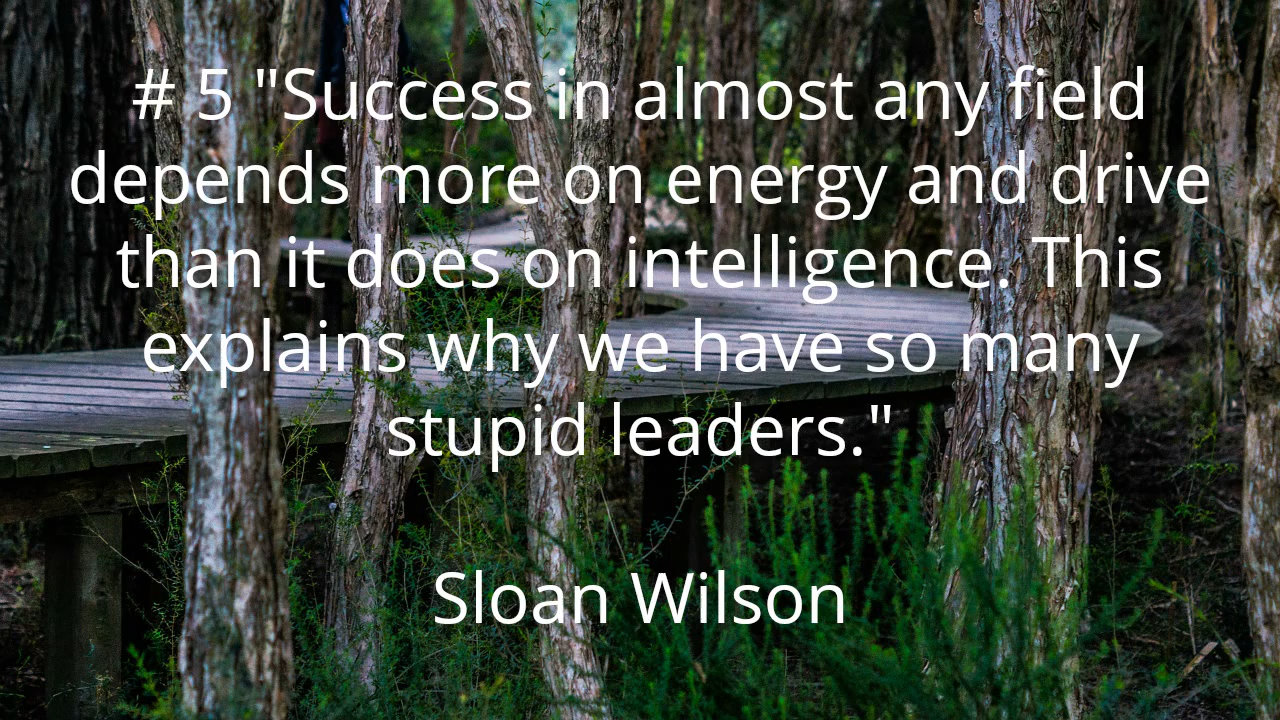 # 5 "Success in almost any field
depends more on energy and drive
than it does on intelligence. This
explains why we have so many
stupid leaders."
Sloan Wilson